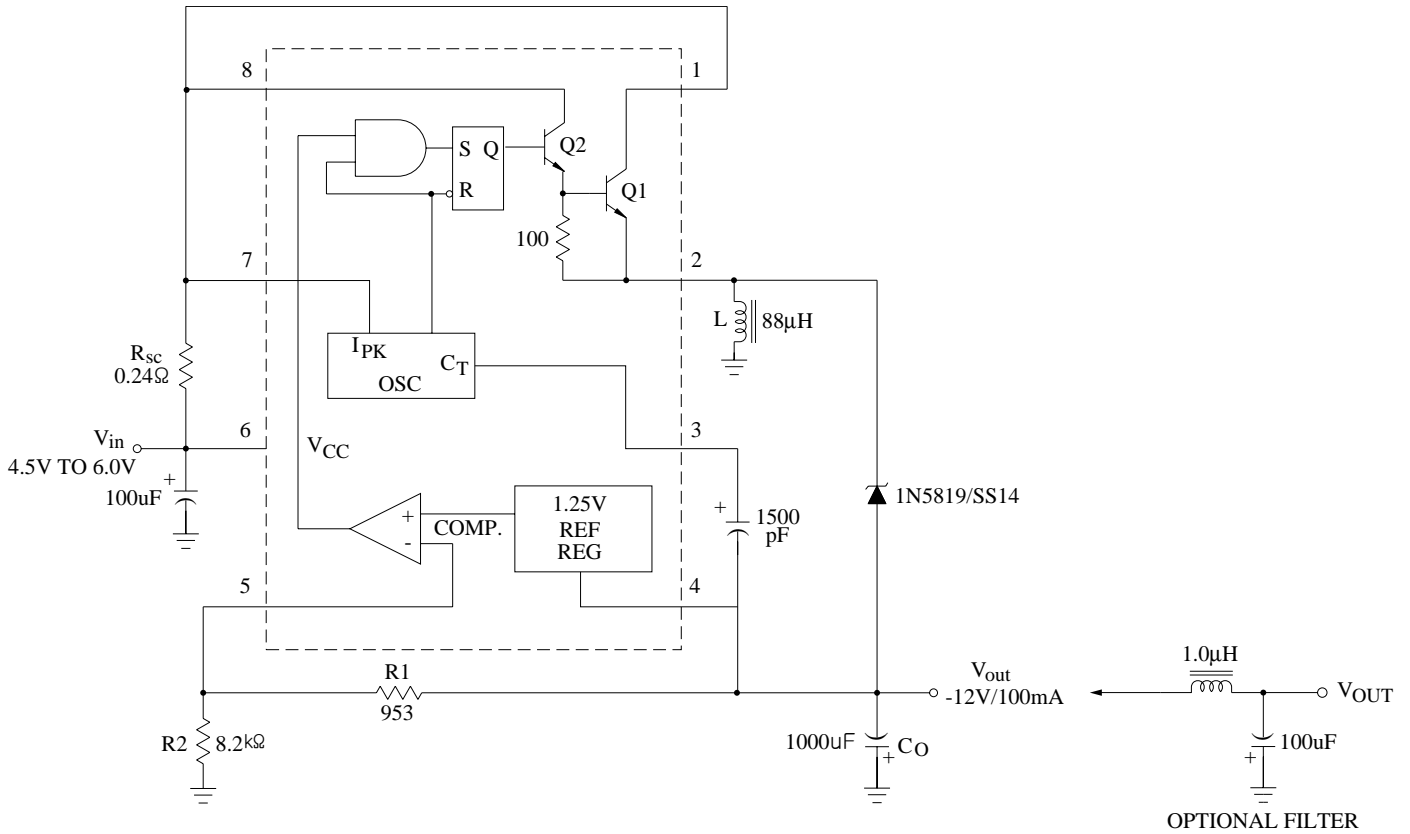 8
1
S Q
Q2
R
Q1
100
7
2
L
88μH
I_PK
C_T
OSC
R_sc
0.24Ω
V_in
4.5V TO 6.0V
6
3
V_CC
100uF
+
1N5819/SS14
+
1500
pF
+
-
COMP.
1.25V
REF
REG
5
4
R1
953
V_out
-12V/100mA
1.0μH
V_OUT
R2
8.2kΩ
1000uF
C_O
+
100uF
+
OPTIONAL FILTER